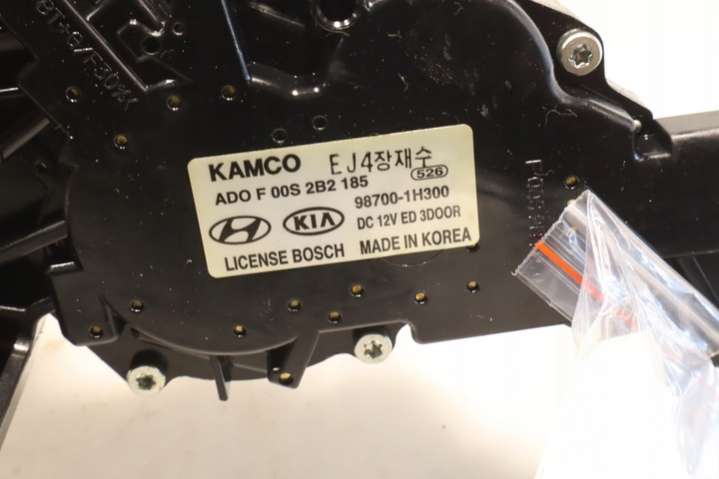 KAMCO EJ4장재수
ADO F 00S 2B2 185 526
98700-1H300
KIA DC 12V ED 3DOOR
LICENSE BOSCH MADE IN KOREA